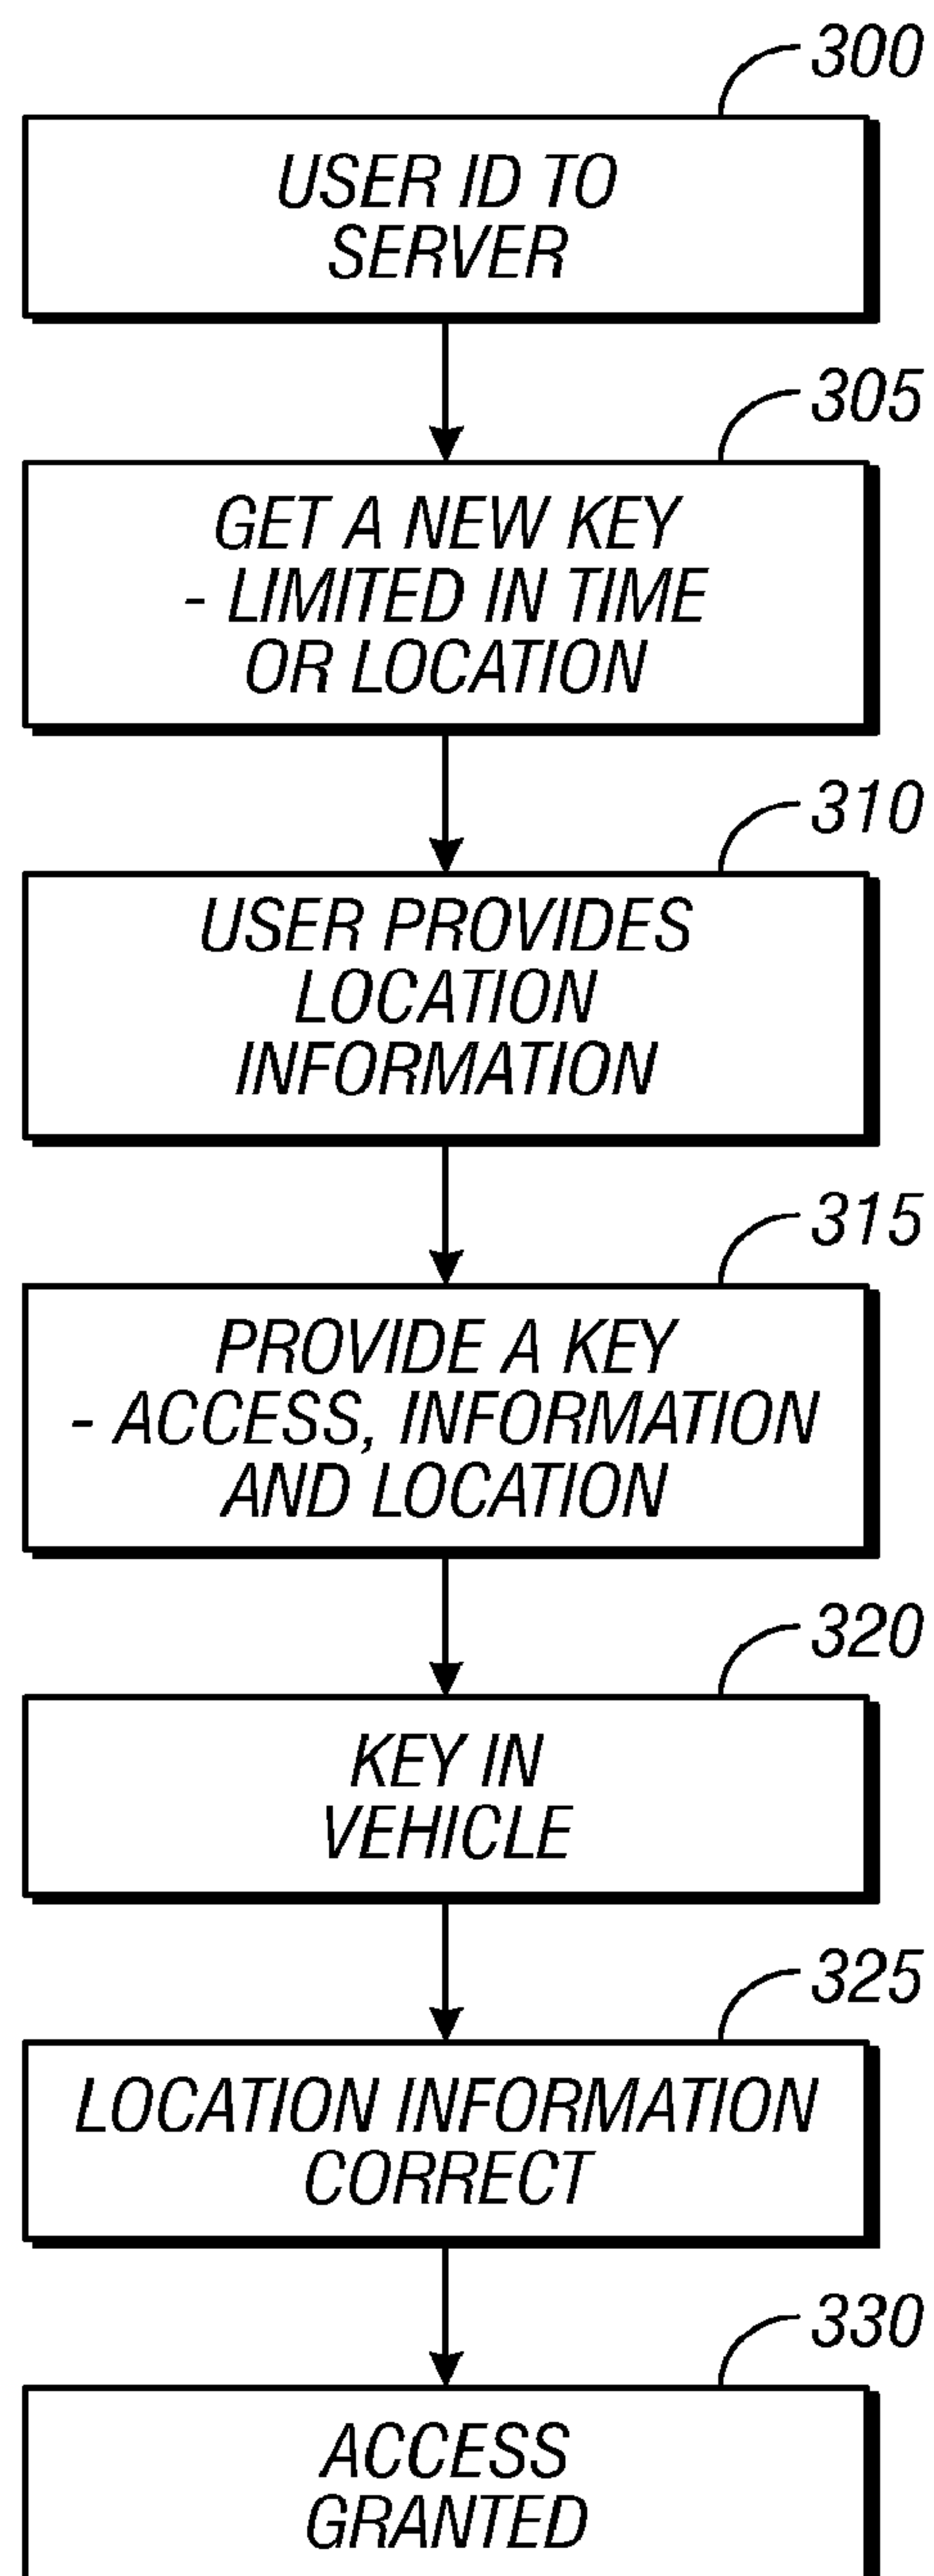 300
USER ID TO
SERVER
305
GET A NEW KEY
- LIMITED IN TIME
OR LOCATION
310
USER PROVIDES
LOCATION
INFORMATION
315
PROVIDE A KEY
- ACCESS, INFORMATION
AND LOCATION
320
KEY IN
VEHICLE
325
LOCATION INFORMATION
CORRECT
330
ACCESS
GRANTED